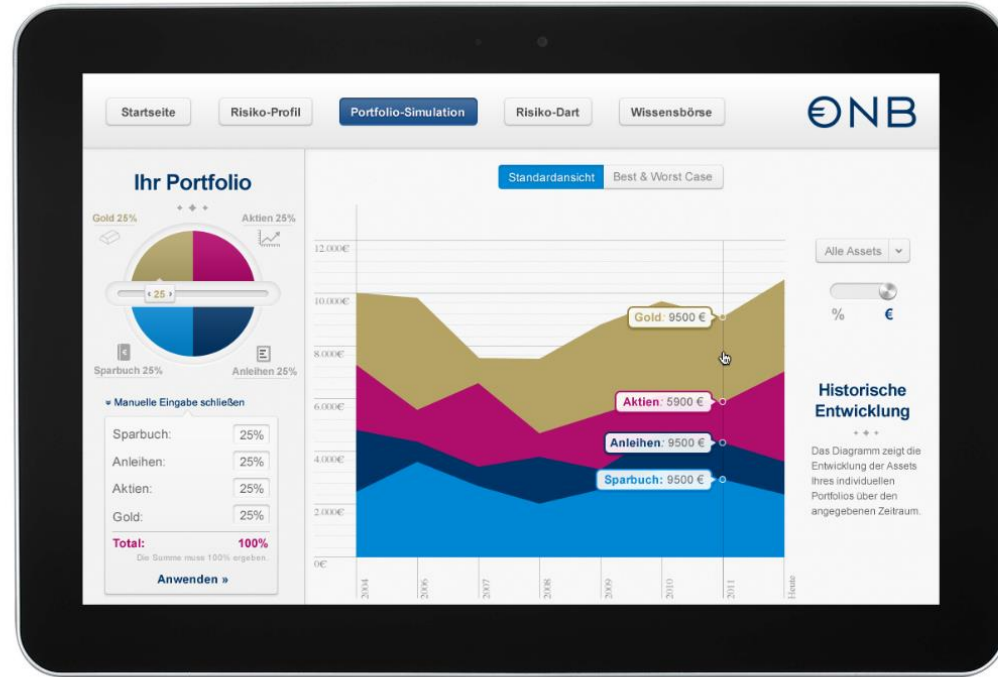 Startseite
Risiko-Profil
Portfolio-Simulation
Risiko-Dart
Wissensbörse
ONB
Ihr Portfolio
Gold 25%
Aktien 25%
‹ 25 ›
Sparbuch 25%
Anleihen 25%
Manuelle Eingabe schließen
Sparbuch: 25%
Anleihen: 25%
Aktien: 25%
Gold: 25%
Total: 100%
Die Summe muss 100% ergeben.
Anwenden »
Standardansicht
Best & Worst Case
12.000€
10.000€
8.000€
6.000€
4.000€
2.000€
0€
Gold: 9500 €
Aktien: 5900 €
Anleihen: 9500 €
Sparbuch: 9500 €
2004
2006
2007
2008
2009
2010
2011
Heute
Alle Assets
% €
Historische
Entwicklung
Das Diagramm zeigt die
Entwicklung der Assets
Ihres individuellen
Portfolios über den
angegebenen Zeitraum.